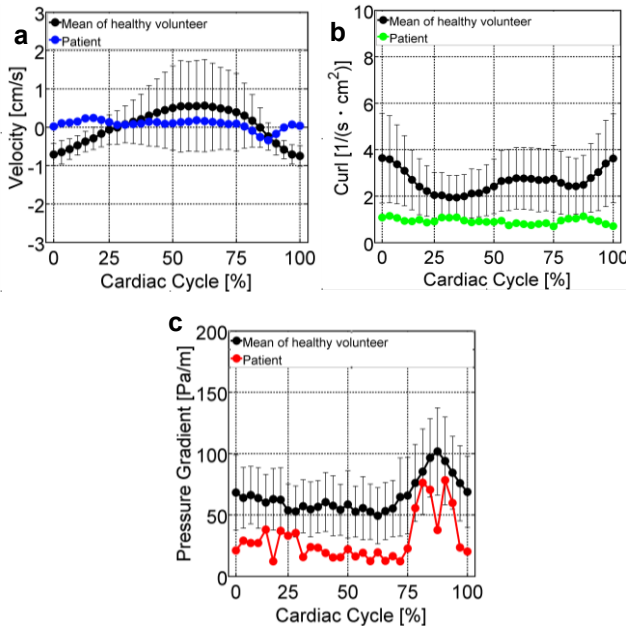 a
Mean of healthy volunteer
Patient
Velocity [cm/s]
3
2
1
0
-1
-2
-3
0 25 50 75 100
Cardiac Cycle [%]
b
Mean of healthy volunteer
Patient
Curl [1/(s・cm²)]
10
8
6
4
2
0
0 25 50 75 100
Cardiac Cycle [%]
c
Mean of healthy volunteer
Patient
Pressure Gradient [Pa/m]
200
150
100
50
0
0 25 50 75 100
Cardiac Cycle [%]